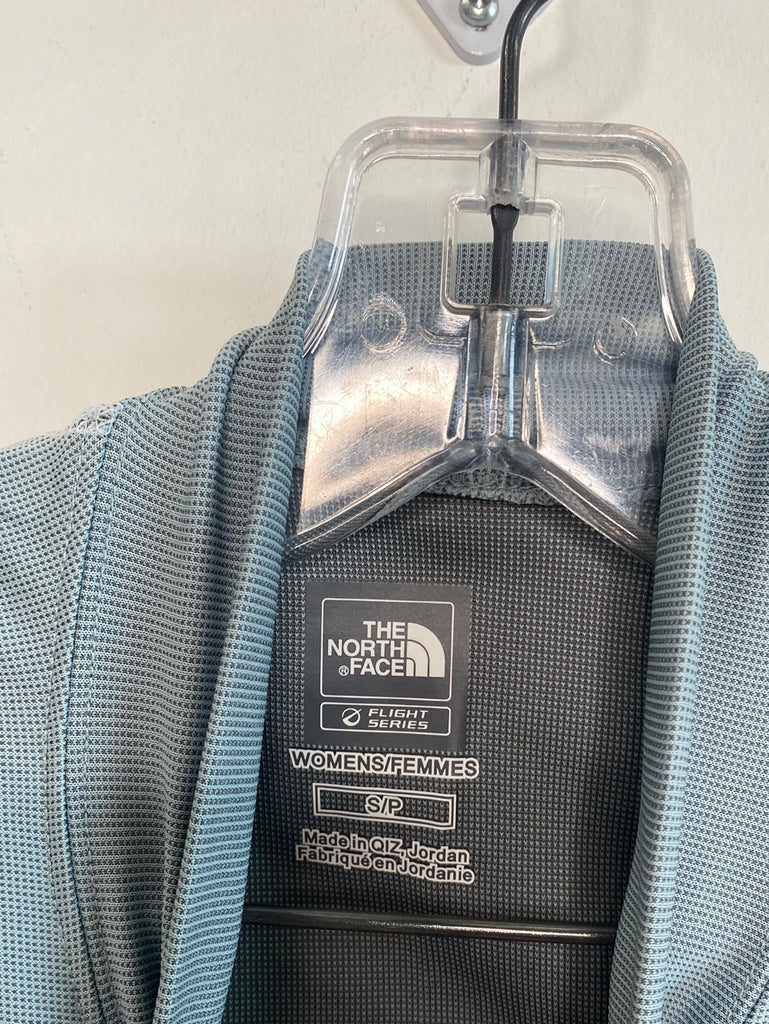 THE
NORTH
®FACE
FLIGHT
SERIES
WOMENS/FEMMES
S/P
Made in QIZ, Jordan
Fabriqué en Jordanie